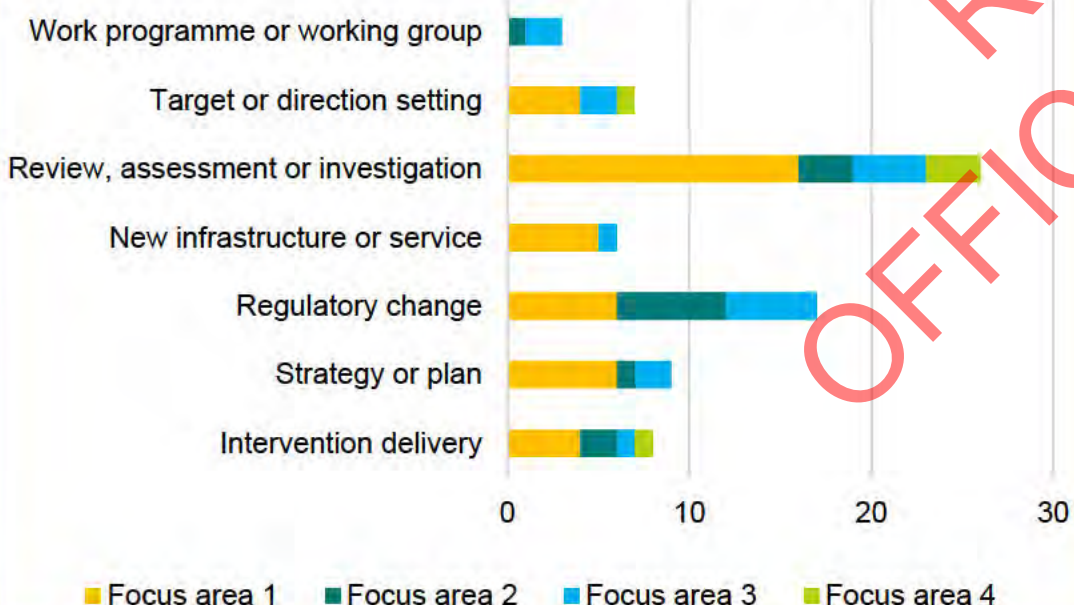 Work programme or working group
Target or direction setting
Review, assessment or investigation
New infrastructure or service
Regulatory change
Strategy or plan
Intervention delivery
0 10 20 30
Focus area 1 Focus area 2 Focus area 3 Focus area 4
R
OFFIC